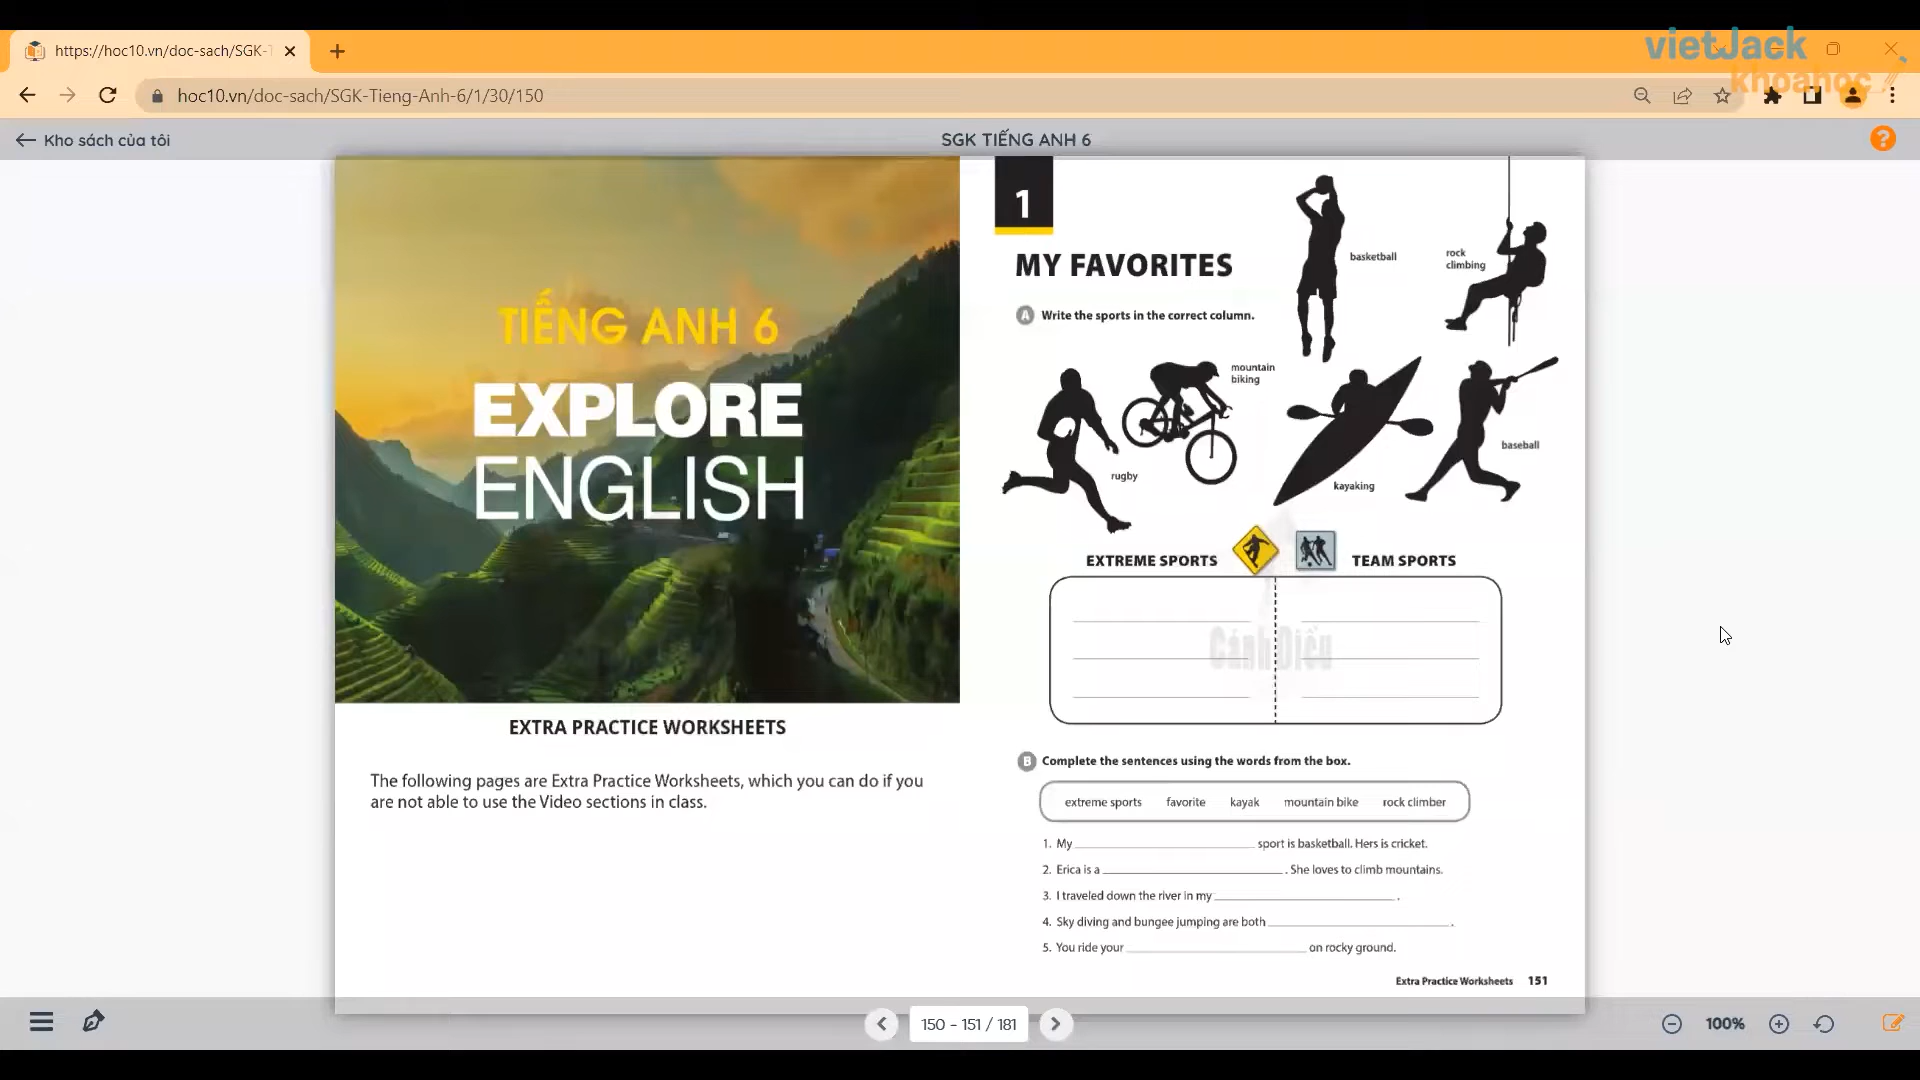 vietJack
khoahoc
https://hoc10.vn/doc-sach/SGK-T
hoc10.vn/doc-sach/SGK-Tieng-Anh-6/1/30/150
Kho sách của tôi
SGK TIẾNG ANH 6
?
TIẾNG ANH 6
EXPLORE
ENGLISH
EXTRA PRACTICE WORKSHEETS
The following pages are Extra Practice Worksheets, which you can do if you
are not able to use the Video sections in class.
1
MY FAVORITES
A Write the sports in the correct column.
basketball
rock
climbing
mountain
biking
rugby
kayaking
baseball
EXTREME SPORTS
TEAM SPORTS
Cánh Diều
B Complete the sentences using the words from the box.
extreme sports favorite kayak mountain bike rock climber
1. My ______ sport is basketball. Hers is cricket.
2. Erica is a ______ . She loves to climb mountains.
3. I traveled down the river in my ______ .
4. Sky diving and bungee jumping are both ______ .
5. You ride your ______ on rocky ground.
Extra Practice Worksheets 151
150 - 151 / 181
100%